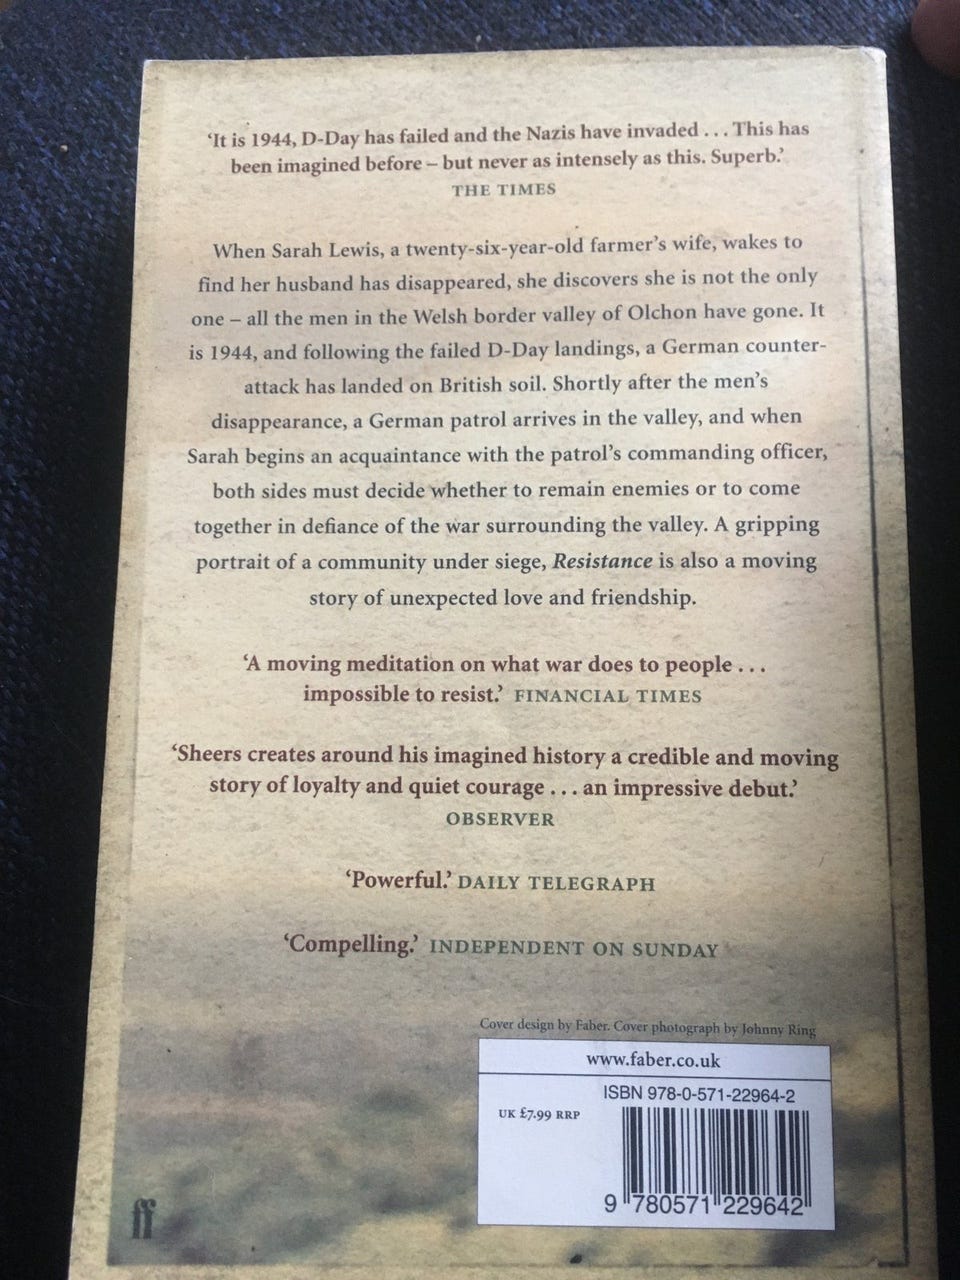 ‘It is 1944, D-Day has failed and the Nazis have invaded . . . This has
been imagined before – but never as intensely as this. Superb.’
THE TIMES
When Sarah Lewis, a twenty-six-year-old farmer’s wife, wakes to
find her husband has disappeared, she discovers she is not the only
one – all the men in the Welsh border valley of Olchon have gone. It
is 1944, and following the failed D-Day landings, a German counter-
attack has landed on British soil. Shortly after the men’s
disappearance, a German patrol arrives in the valley, and when
Sarah begins an acquaintance with the patrol’s commanding officer,
both sides must decide whether to remain enemies or to come
together in defiance of the war surrounding the valley. A gripping
portrait of a community under siege, Resistance is also a moving
story of unexpected love and friendship.
‘A moving meditation on what war does to people . . .
impossible to resist.’ FINANCIAL TIMES
‘Sheers creates around his imagined history a credible and moving
story of loyalty and quiet courage . . . an impressive debut.’
OBSERVER
‘Powerful.’ DAILY TELEGRAPH
‘Compelling.’ INDEPENDENT ON SUNDAY
Cover design by Faber. Cover photograph by Johnny Ring
www.faber.co.uk
ISBN 978-0-571-22964-2
UK £7.99 RRP
9 780571 229642
ff